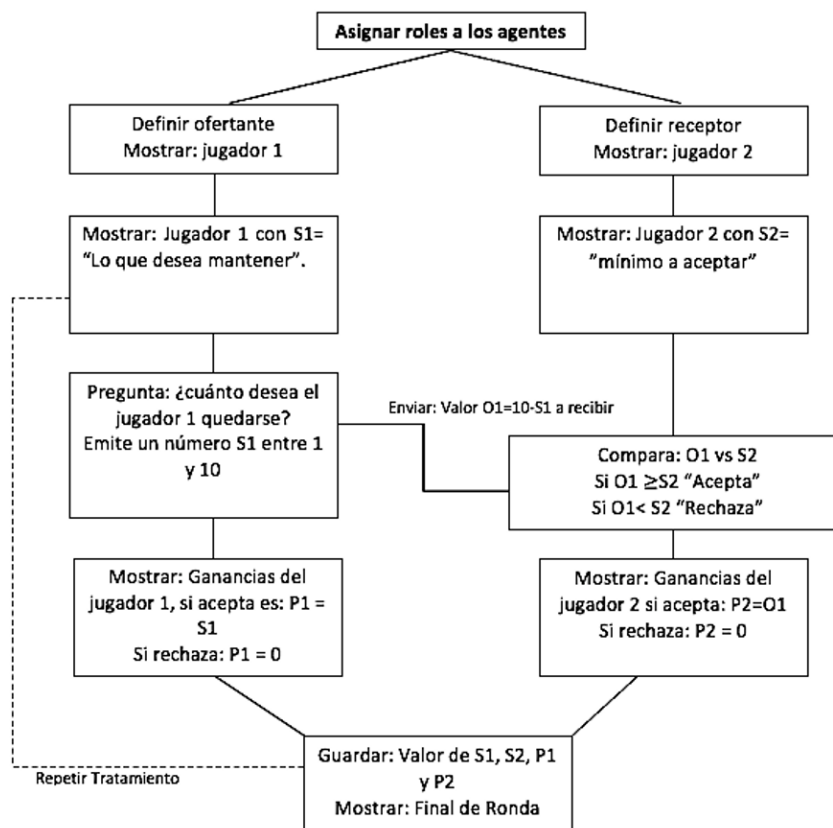 Asignar roles a los agentes
Definir ofertante
Mostrar: jugador 1
Definir receptor
Mostrar: jugador 2
Mostrar: Jugador 1 con S1=
“Lo que desea mantener”.
Mostrar: Jugador 2 con S2=
“mínimo a aceptar”
Pregunta: ¿cuánto desea el
jugador 1 quedarse?
Emite un número S1 entre 1
y 10
Enviar: Valor O1=10-S1 a recibir
Compara: O1 vs S2
Si O1 ≥S2 “Acepta”
Si O1< S2 “Rechaza”
Mostrar: Ganancias del
jugador 1, si acepta es: P1 =
S1
Si rechaza: P1 = 0
Mostrar: Ganancias del
jugador 2 si acepta: P2=O1
Si rechaza: P2 = 0
Guardar: Valor de S1, S2, P1
y P2
Mostrar: Final de Ronda
Repetir Tratamiento